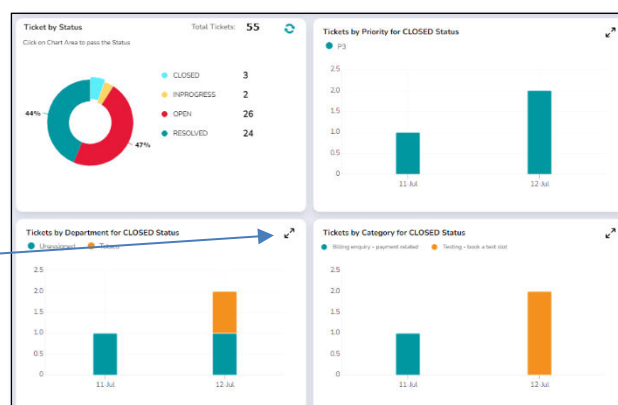 Ticket by Status
Total Tickets: 55
Click on Chart Area to pass the Status
CLOSED 3
INPROGRESS 2
OPEN 26
RESOLVED 24
44%
47%
Tickets by Priority for CLOSED Status
P3
2.5
2.0
1.5
1.0
0.5
0
11-Jul
12-Jul
Tickets by Department for CLOSED Status
Unassigned
2.5
2.0
1.5
1.0
0.5
0
11-Jul
12-Jul
Tickets by Category for CLOSED Status
Billing enquiry - payment related
Testing - book a test slot
2.5
2.0
1.5
1.0
0.5
0
11-Jul
12-Jul